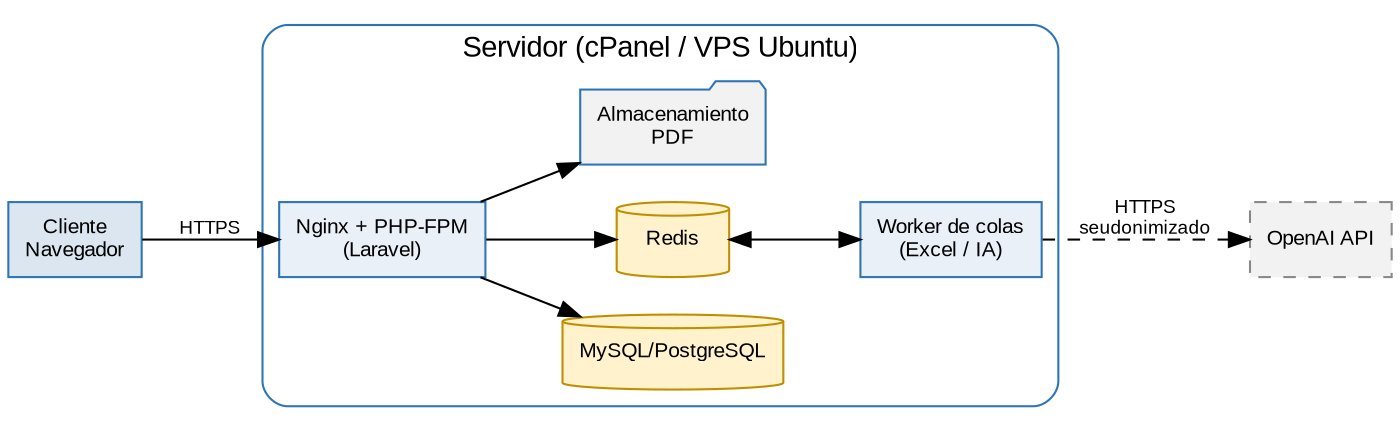 Servidor (cPanel / VPS Ubuntu)
Almacenamiento
PDF
Cliente
Navegador
HTTPS
Nginx + PHP-FPM
(Laravel)
Redis
Worker de colas
(Excel / IA)
HTTPS
seudonimizado
OpenAI API
MySQL/PostgreSQL